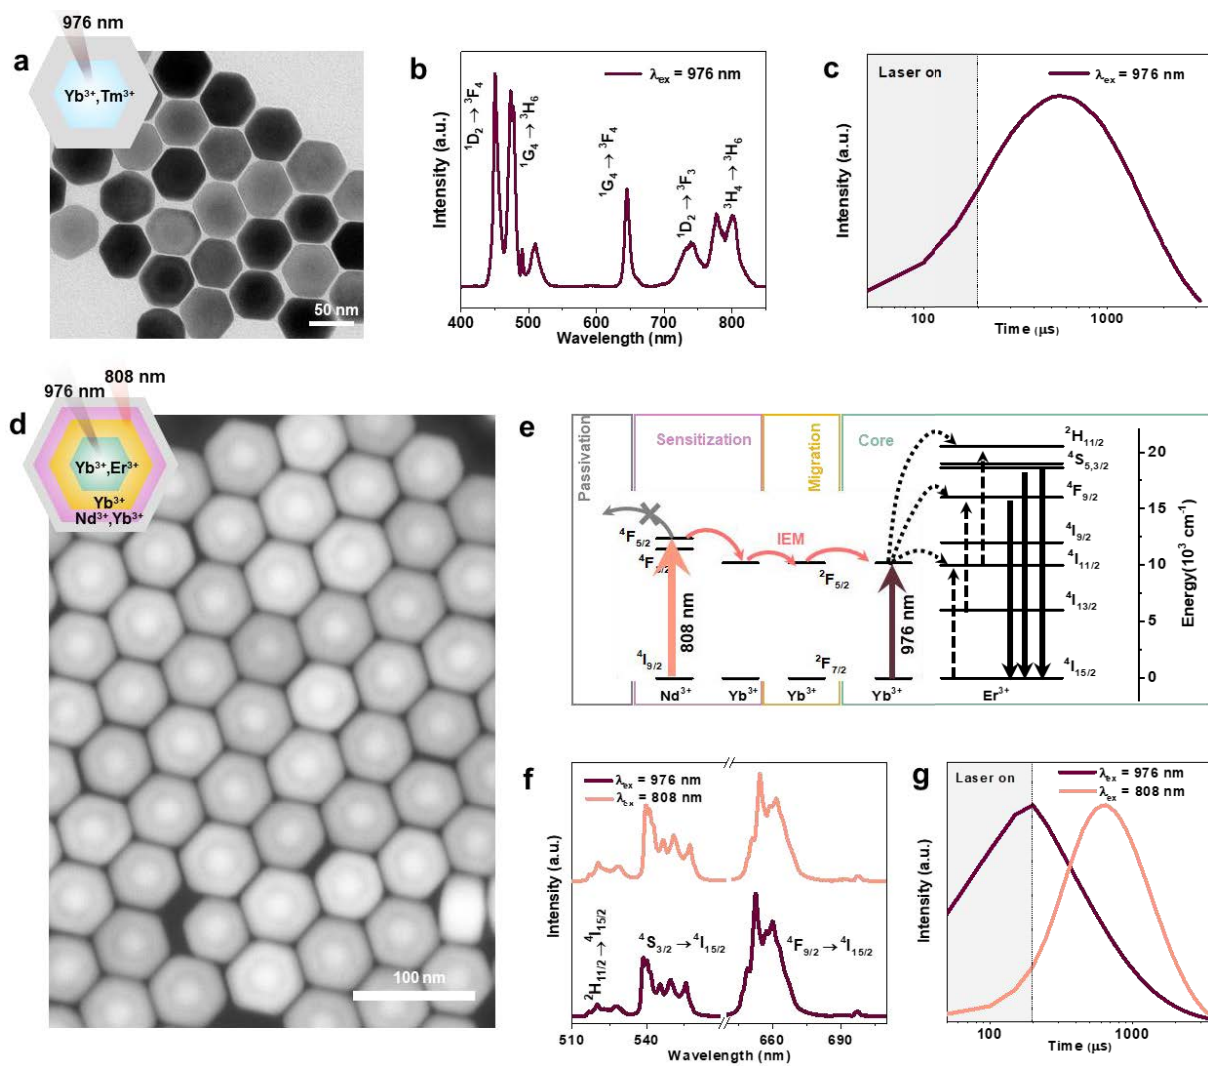 976 nm
a
Yb³⁺,Tm³⁺
50 nm
b
λex = 976 nm
¹D₂ → ³F₄
¹G₄ → ³H₆
¹G₄ → ³F₄
¹D₂ → ³F₃
³H₄ → ³H₆
Intensity (a.u.)
400 500 600 700 800
Wavelength (nm)
c
Laser on
λex = 976 nm
Intensity (a.u.)
100 1000
Time (µs)
808 nm
976 nm
d
Yb³⁺,Er³⁺
Yb³⁺
Nd³⁺,Yb³⁺
100 nm
e
Passivation
Sensitization
Migration
Core
²H₁₁/₂
⁴S₅,₃/₂
⁴F₉/₂
⁴I₉/₂
⁴I₁₁/₂
⁴I₁₃/₂
⁴I₁₅/₂
⁴F₅/₂
⁴F₃/₂
IEM
²F₅/₂
808 nm
976 nm
⁴I₉/₂
²F₇/₂
Nd³⁺ Yb³⁺ Yb³⁺ Yb³⁺ Er³⁺
20
15
10
5
0
Energy(10³ cm⁻¹)
f
λex = 976 nm
λex = 808 nm
²H₁₁/₂ → ⁴I₁₅/₂
⁴S₃/₂ → ⁴I₁₅/₂
⁴F₉/₂ → ⁴I₁₅/₂
Intensity (a.u.)
510 540 660 690
Wavelength (nm)
g
Laser on
λex = 976 nm
λex = 808 nm
Intensity (a.u.)
100 1000
Time (µs)